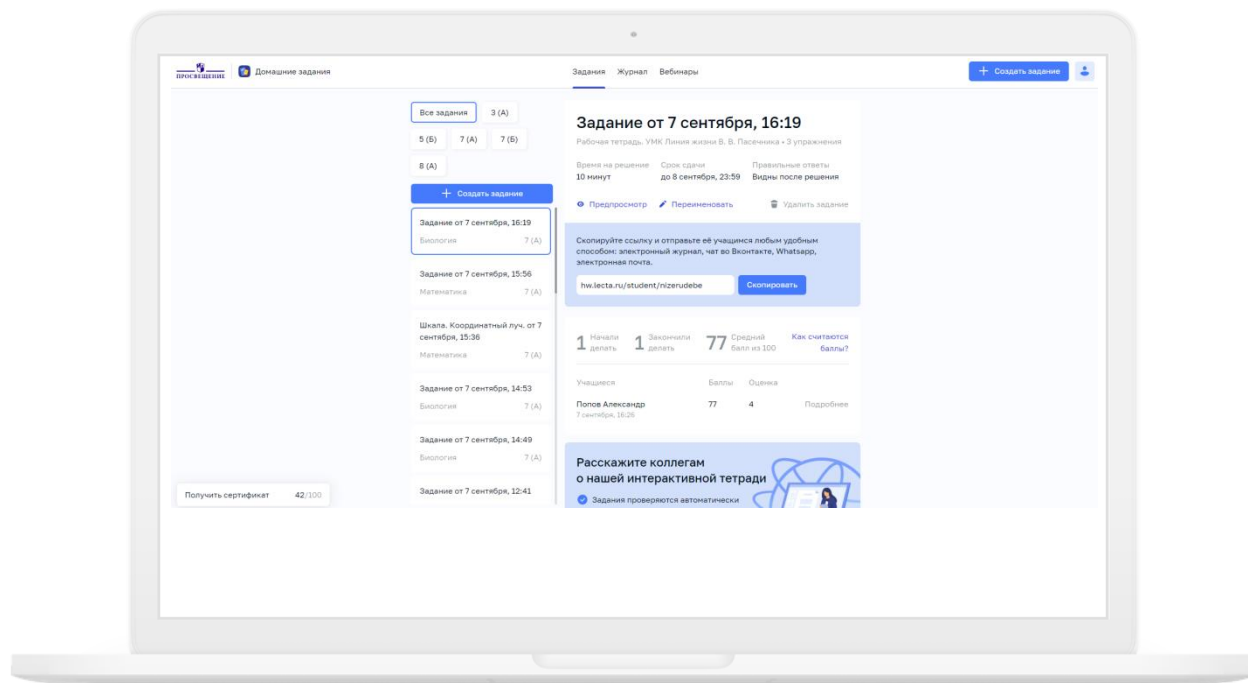 ПРОСВЕЩЕНИЕ
Домашние задания
Задания Журнал Вебинары
+ Создать задание
Все задания 3 (А)
5 (Б) 7 (А) 7 (Б)
8 (А)
+ Создать задание
Задание от 7 сентября, 16:19
Биология 7 (А)
Задание от 7 сентября, 15:56
Математика 7 (А)
Шкала. Координатный луч. от 7
сентября, 15:36
Математика 7 (А)
Задание от 7 сентября, 14:53
Биология 7 (А)
Задание от 7 сентября, 14:49
Биология 7 (А)
Задание от 7 сентября, 12:41
Получить сертификат 42/100
Задание от 7 сентября, 16:19
Рабочая тетрадь. УМК Линия жизни В. В. Пасечника • 3 упражнения
Время на решение Срок сдачи Правильные ответы
10 минут до 8 сентября, 23:59 Видны после решения
Предпросмотр Переименовать Удалить задание
Скопируйте ссылку и отправьте её учащимся любым удобным
способом: электронный журнал, чат во Вконтакте, Whatsapp,
электронная почта.
hw.lecta.ru/student/nizerudebe Скопировать
1 Начали делать 1 Закончили делать 77 Средний балл из 100 Как считаются баллы?
Учащиеся Баллы Оценка
Попов Александр 77 4 Подробнее
7 сентября, 16:26
Расскажите коллегам
о нашей интерактивной тетради
Задания проверяются автоматически